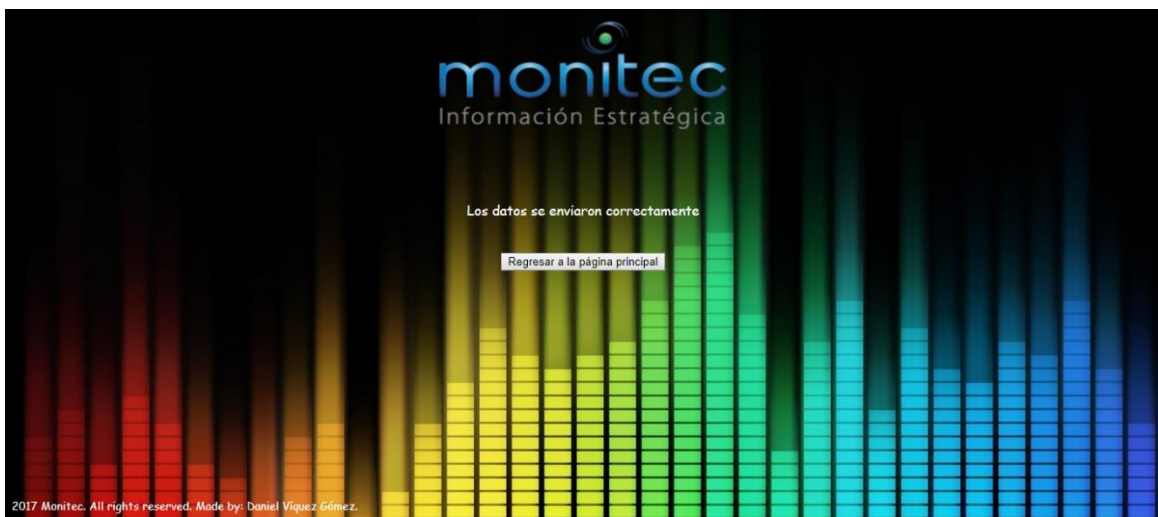 monitec
Información Estratégica
Los datos se enviaron correctamente
Regresar a la página principal
2017 Monitec. All rights reserved. Made by: Daniel Víquez Gómez.